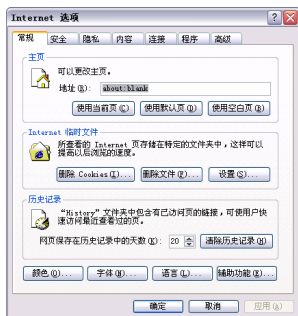 Internet 选项
常规 安全 隐私 内容 连接 程序 高级
主页
可以更改主页。
地址(R): about:blank
使用当前页(C) 使用默认页(D) 使用空白页(B)
Internet 临时文件
所查看的 Internet 页存储在特定的文件夹中，这样可以
提高以后浏览的速度。
删除 Cookies(I)... 删除文件(F)... 设置(S)...
历史记录
“History”文件夹中包含有已访问页的链接，可使用户快
速访问最近查看过的页。
网页保存在历史记录中的天数(K): 20 清除历史记录(H)
颜色(O)... 字体(N)... 语言(L)... 辅助功能(E)...
确定 取消 应用(A)